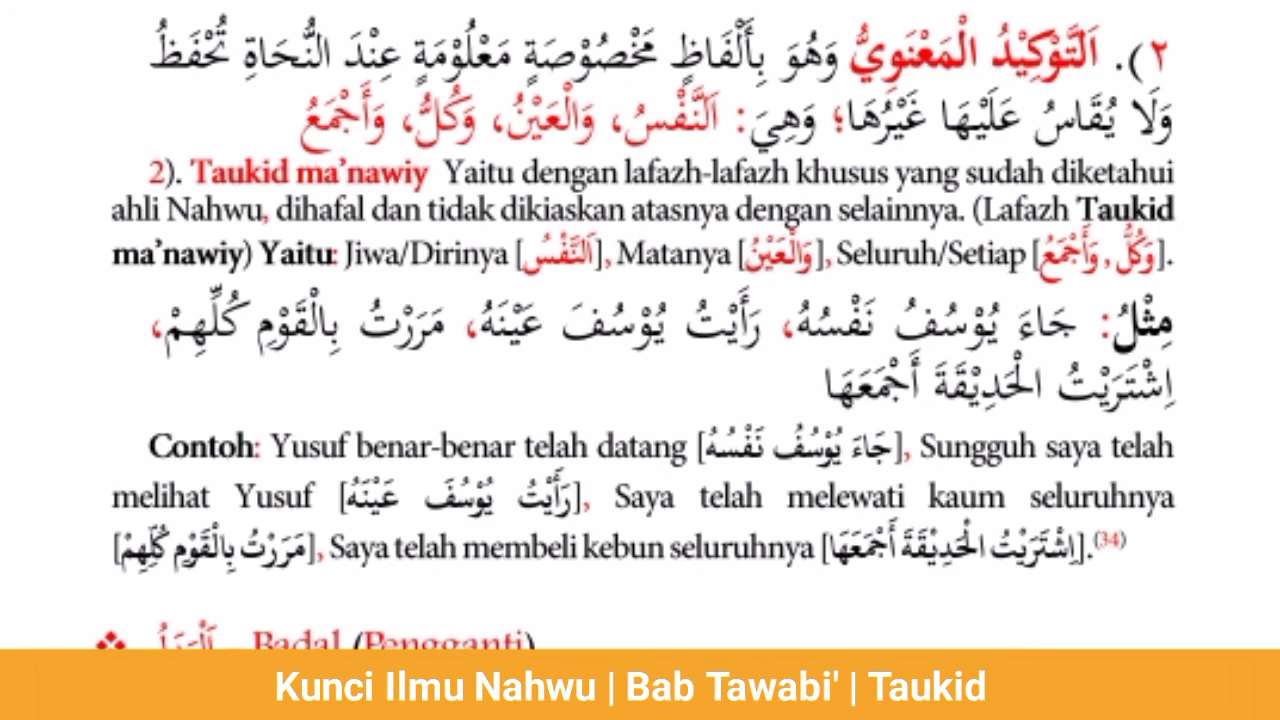 ٢). اَلتَّوْكِيْدُ الْمَعْنَوِيُّ وَهُوَ بِأَلْفَاظٍ مَخْصُوْصَةٍ مَعْلُوْمَةٍ عِنْدَ النُّحَاةِ تُحْفَظُ
وَلَا يُقَاسُ عَلَيْهَا غَيْرُهَا؛ وَهِيَ: اَلنَّفْسُ، وَالْعَيْنُ، وَكُلُّ، وَأَجْمَعُ
2). Taukid ma’nawiy Yaitu dengan lafazh-lafazh khusus yang sudah diketahui
ahli Nahwu, dihafal dan tidak dikiaskan atasnya dengan selainnya. (Lafazh Taukid
ma’nawiy) Yaitu: Jiwa/Dirinya [اَلنَّفْسُ], Matanya [وَالْعَيْنُ], Seluruh/Setiap [وَكُلُّ, وَأَجْمَعُ].
مِثْلُ: جَاءَ يُوْسُفُ نَفْسُهُ، رَأَيْتُ يُوْسُفَ عَيْنَهُ، مَرَرْتُ بِالْقَوْمِ كُلِّهِمْ،
اِشْتَرَيْتُ الْحَدِيْقَةَ أَجْمَعَهَا
Contoh: Yusuf benar-benar telah datang [جَاءَ يُوْسُفُ نَفْسُهُ], Sungguh saya telah
melihat Yusuf [رَأَيْتُ يُوْسُفَ عَيْنَهُ], Saya telah melewati kaum seluruhnya
[مَرَرْتُ بِالْقَوْمِ كُلِّهِمْ], Saya telah membeli kebun seluruhnya [اِشْتَرَيْتُ الْحَدِيْقَةَ أَجْمَعَهَا].(34)
❖ اَلْبَدَلُ – Badal (Pengganti)
Kunci Ilmu Nahwu | Bab Tawabi' | Taukid